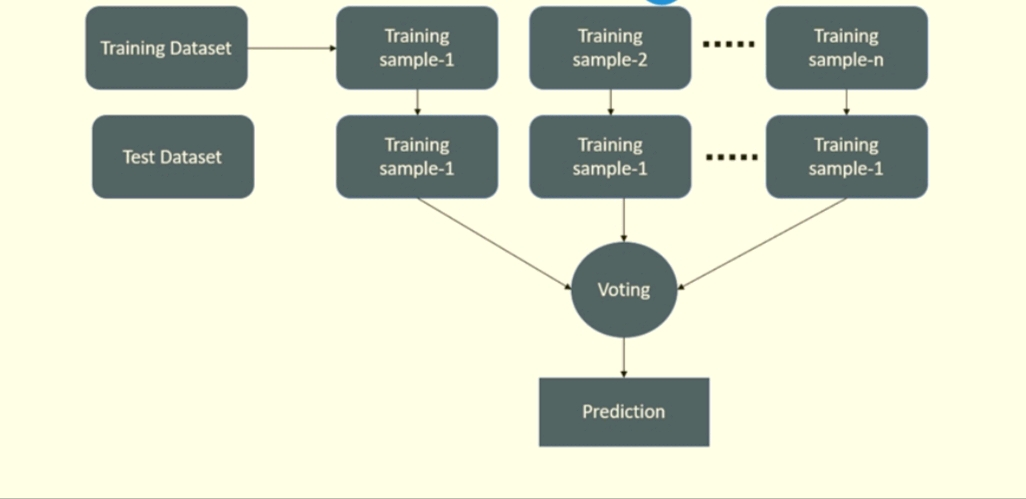 Training Dataset
Training
sample-1
Training
sample-2
Training
sample-n
Test Dataset
Training
sample-1
Training
sample-1
Training
sample-1
Voting
Prediction